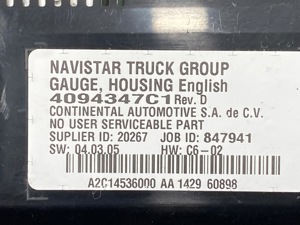 NAVISTAR TRUCK GROUP
GAUGE, HOUSING English
4094347C1 Rev. D
CONTINENTAL AUTOMOTIVE S.A. de C.V.
NO USER SERVICEABLE PART
SUPLIER ID: 20267 JOB ID: 847941
SW: 04.03.05 HW: C6-02
A2C14536000 AA 1429 60898